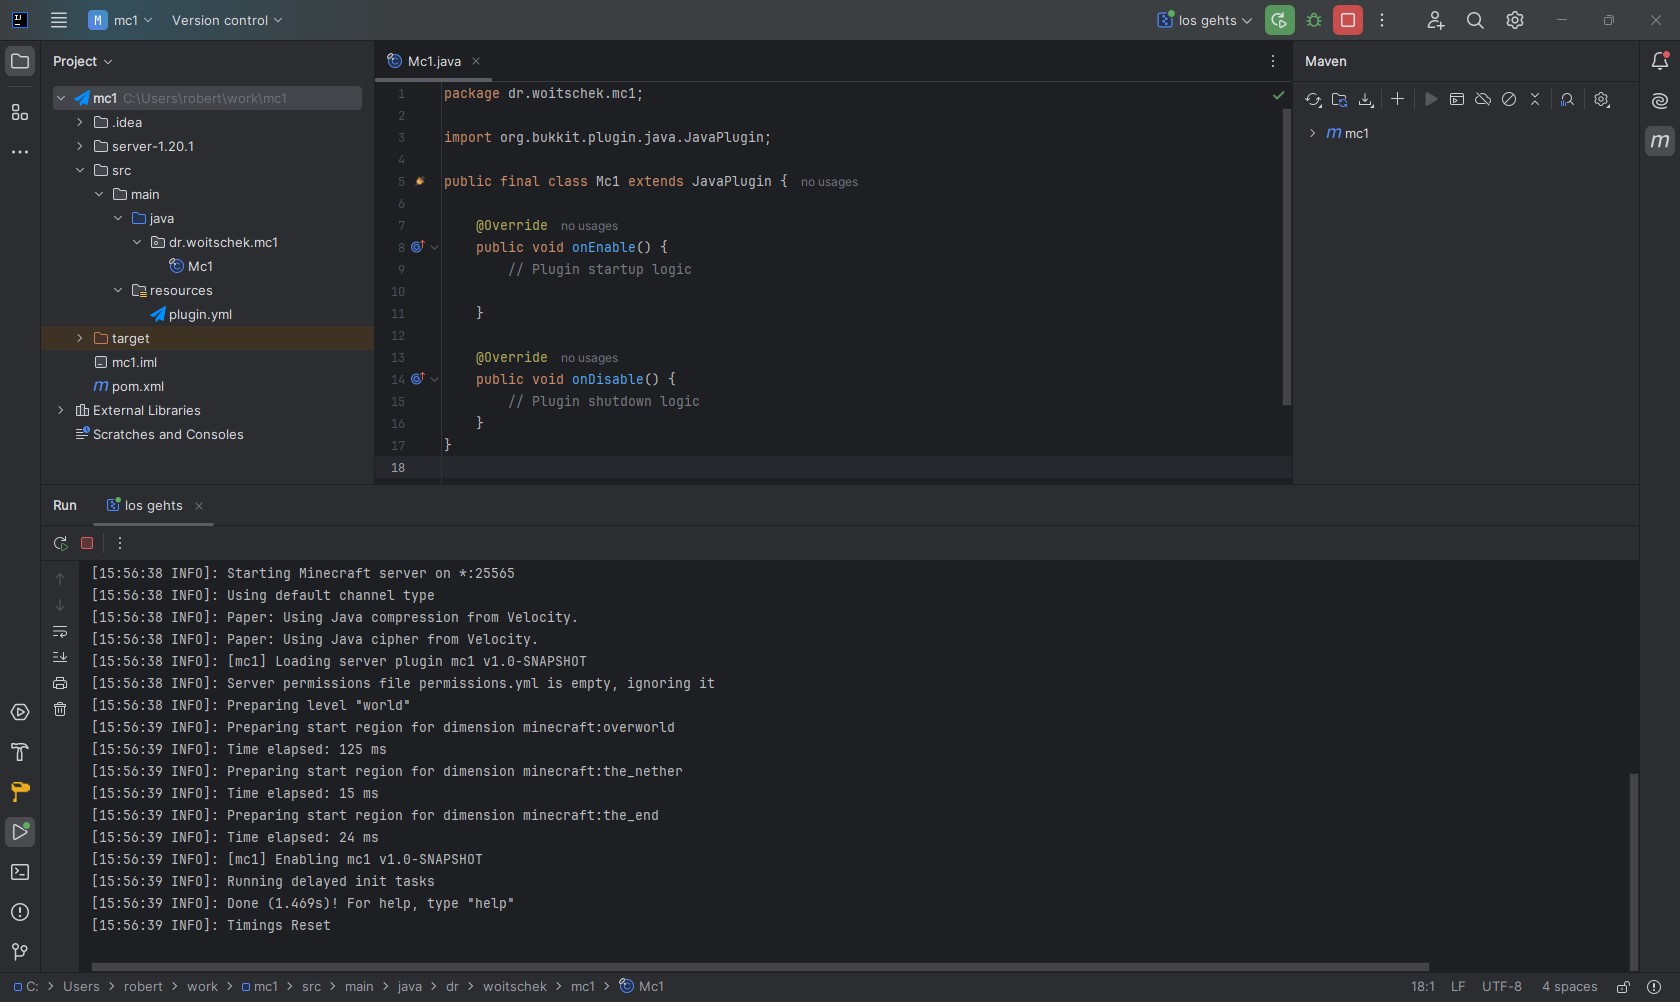 M mc1 Version control los gehts
Project
mc1 C:\Users\robert\work\mc1
.idea
server-1.20.1
src
main
java
dr.woitschek.mc1
Mc1
resources
plugin.yml
target
mc1.iml
m pom.xml
External Libraries
Scratches and Consoles
Mc1.java
1 package dr.woitschek.mc1;
2
3 import org.bukkit.plugin.java.JavaPlugin;
4
5 public final class Mc1 extends JavaPlugin { no usages
6
7 @Override no usages
8 public void onEnable() {
9 // Plugin startup logic
10
11 }
12
13 @Override no usages
14 public void onDisable() {
15 // Plugin shutdown logic
16 }
17 }
18
Maven
m mc1
m
Run los gehts
[15:56:38 INFO]: Starting Minecraft server on *:25565
[15:56:38 INFO]: Using default channel type
[15:56:38 INFO]: Paper: Using Java compression from Velocity.
[15:56:38 INFO]: Paper: Using Java cipher from Velocity.
[15:56:38 INFO]: [mc1] Loading server plugin mc1 v1.0-SNAPSHOT
[15:56:38 INFO]: Server permissions file permissions.yml is empty, ignoring it
[15:56:38 INFO]: Preparing level "world"
[15:56:39 INFO]: Preparing start region for dimension minecraft:overworld
[15:56:39 INFO]: Time elapsed: 125 ms
[15:56:39 INFO]: Preparing start region for dimension minecraft:the_nether
[15:56:39 INFO]: Time elapsed: 15 ms
[15:56:39 INFO]: Preparing start region for dimension minecraft:the_end
[15:56:39 INFO]: Time elapsed: 24 ms
[15:56:39 INFO]: [mc1] Enabling mc1 v1.0-SNAPSHOT
[15:56:39 INFO]: Running delayed init tasks
[15:56:39 INFO]: Done (1.469s)! For help, type "help"
[15:56:39 INFO]: Timings Reset
C: > Users > robert > work > mc1 > src > main > java > dr > woitschek > mc1 > Mc1 18:1 LF UTF-8 4 spaces